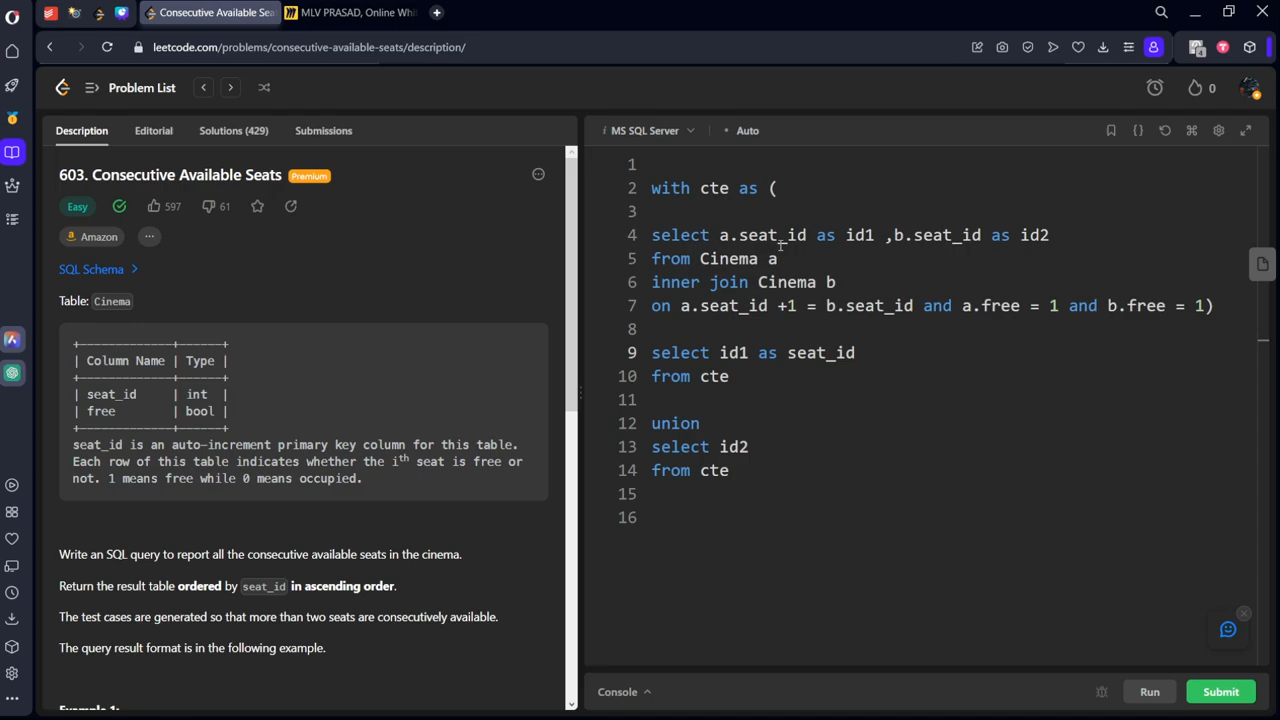 Consecutive Available Sea
MLV PRASAD, Online Whi
leetcode.com/problems/consecutive-available-seats/description/
4
Problem List
0
Description
Editorial
Solutions (429)
Submissions
603. Consecutive Available Seats
Premium
Easy
597
61
Amazon
SQL Schema >
Table: Cinema
+-------------+------+
| Column Name | Type |
+-------------+------+
| seat_id     | int  |
| free        | bool |
+-------------+------+
seat_id is an auto-increment primary key column for this table.
Each row of this table indicates whether the ith seat is free or
not. 1 means free while 0 means occupied.
Write an SQL query to report all the consecutive available seats in the cinema.
Return the result table ordered by seat_id in ascending order.
The test cases are generated so that more than two seats are consecutively available.
The query result format is in the following example.
Example 1:
MS SQL Server
Auto
1
2 with cte as (
3
4 select a.seat_id as id1 ,b.seat_id as id2
5 from Cinema a
6 inner join Cinema b
7 on a.seat_id +1 = b.seat_id and a.free = 1 and b.free = 1)
8
9 select id1 as seat_id
10 from cte
11
12 union
13 select id2
14 from cte
15
16
Console
Run
Submit